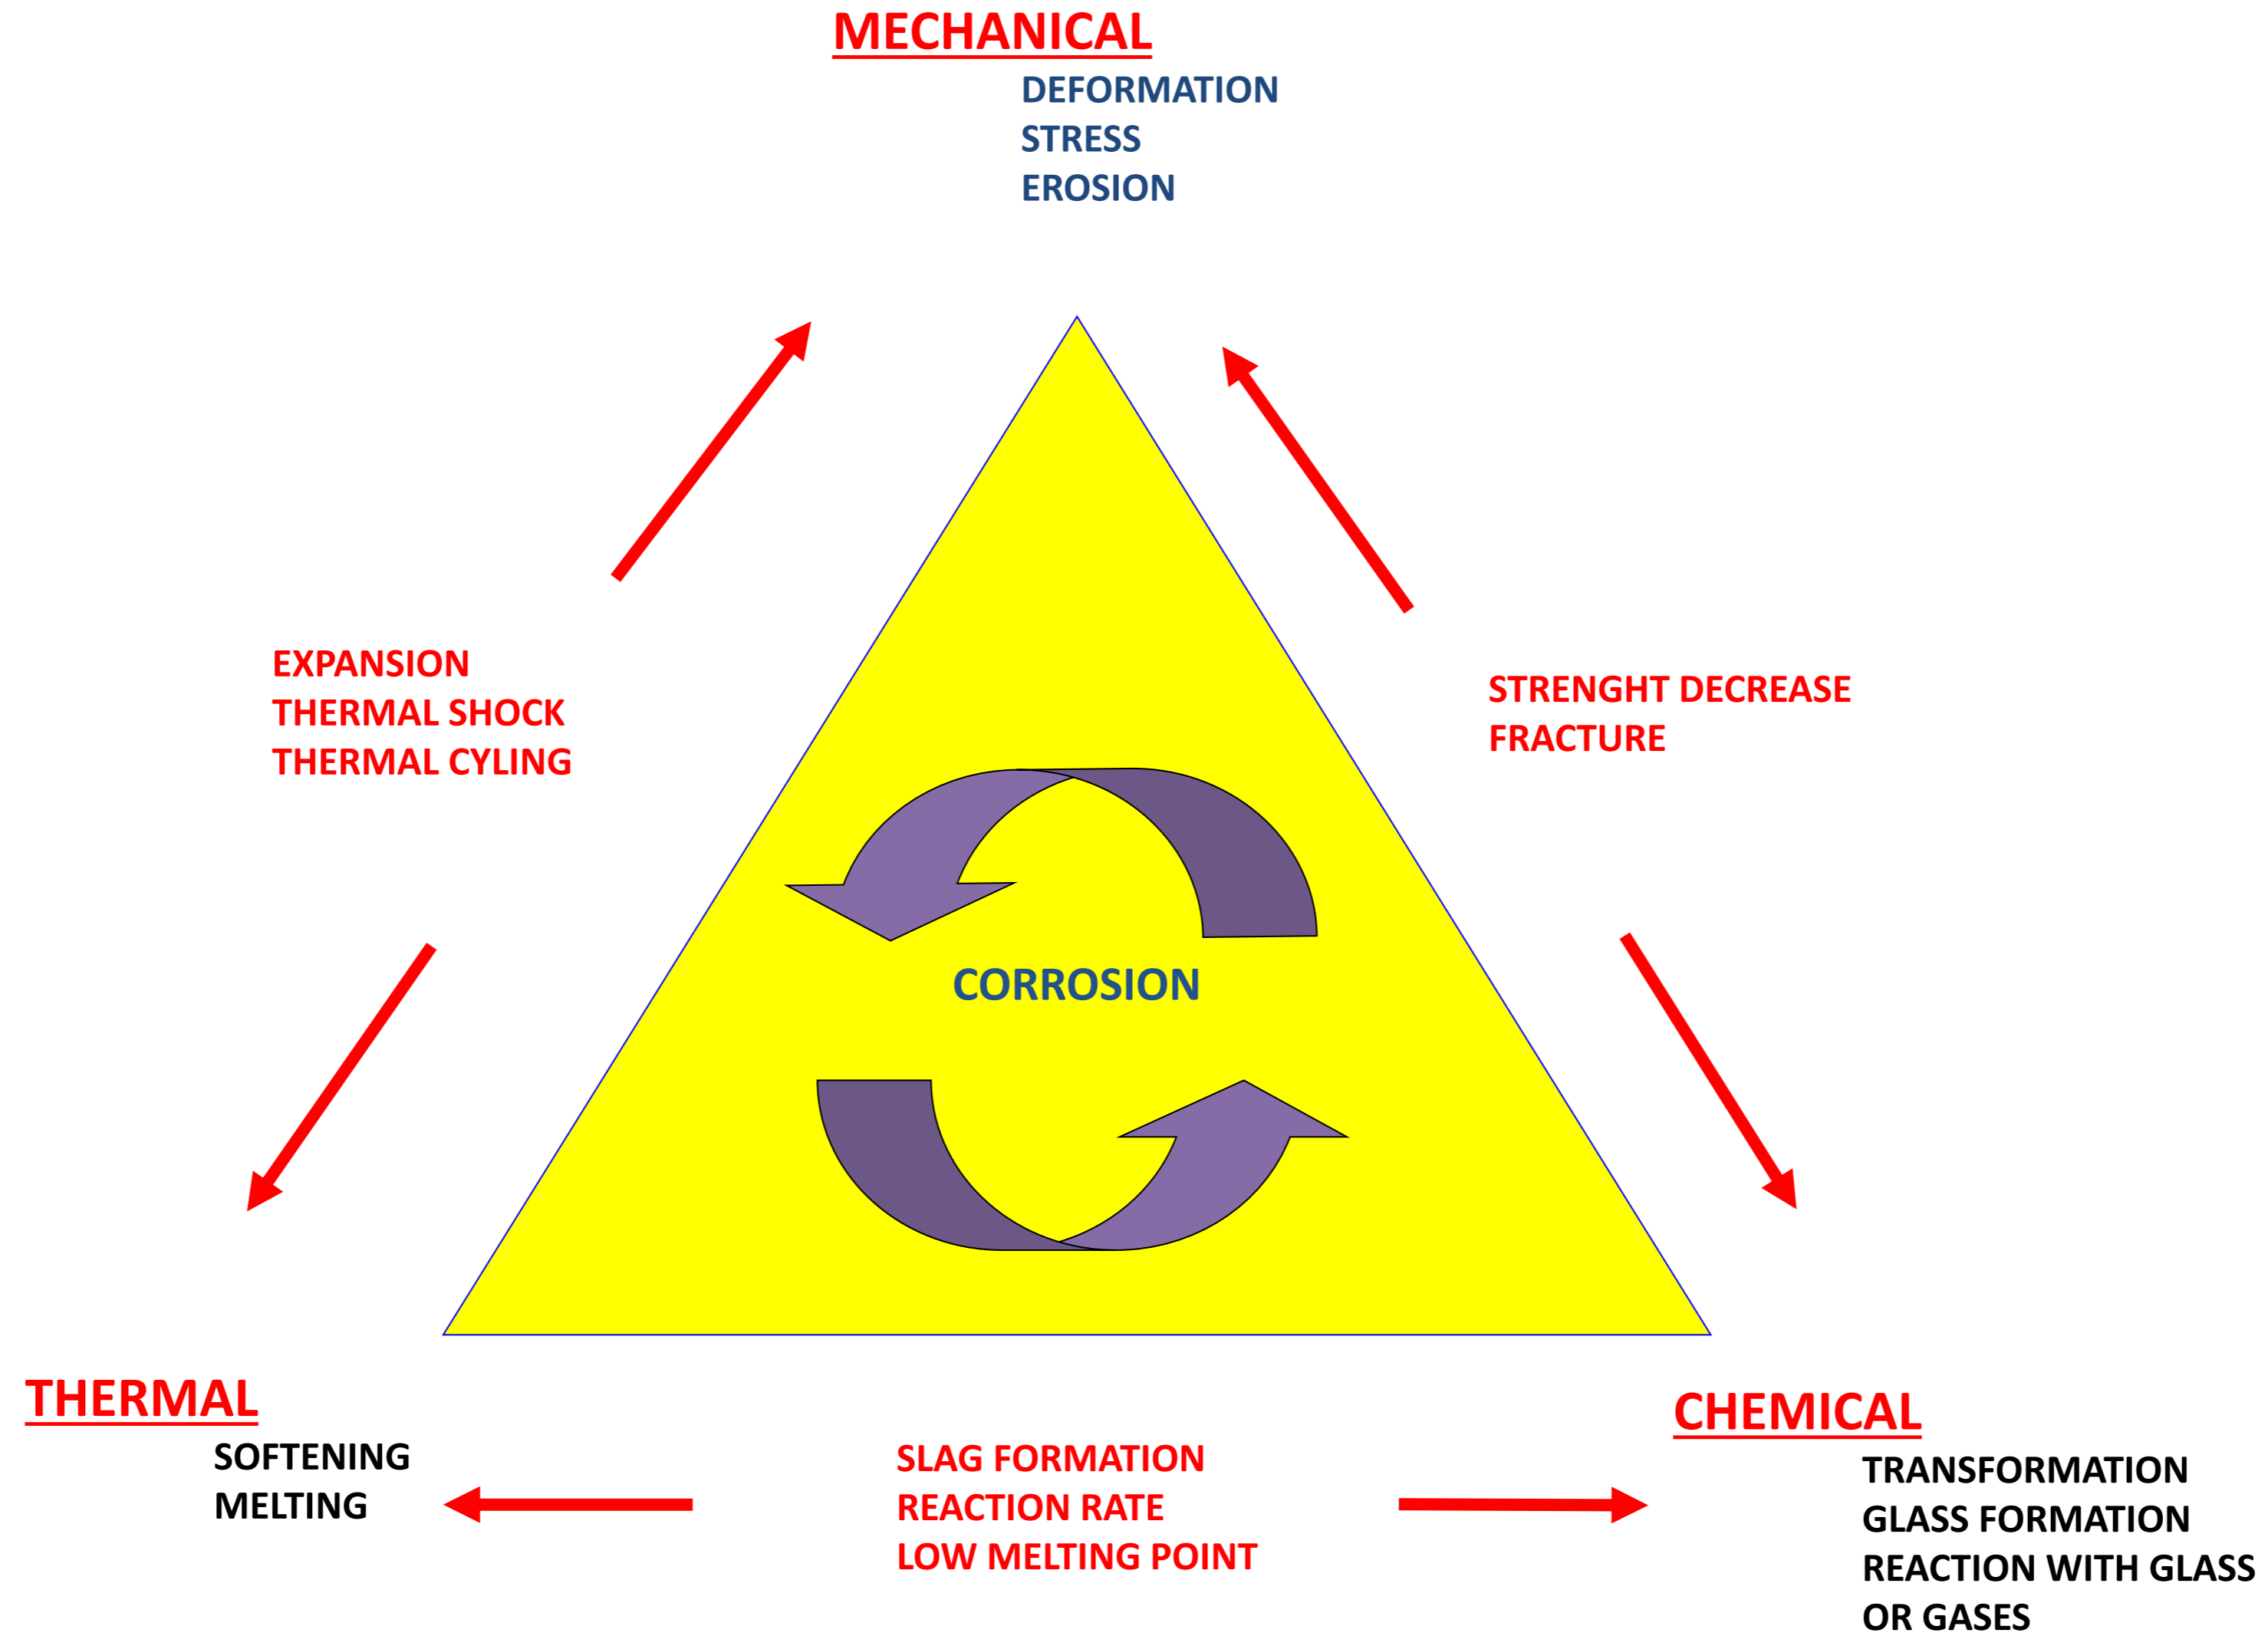 MECHANICAL
DEFORMATION
STRESS
EROSION
EXPANSION
THERMAL SHOCK
THERMAL CYLING
STRENGHT DECREASE
FRACTURE
CORROSION
THERMAL
SOFTENING
MELTING
SLAG FORMATION
REACTION RATE
LOW MELTING POINT
CHEMICAL
TRANSFORMATION
GLASS FORMATION
REACTION WITH GLASS
OR GASES